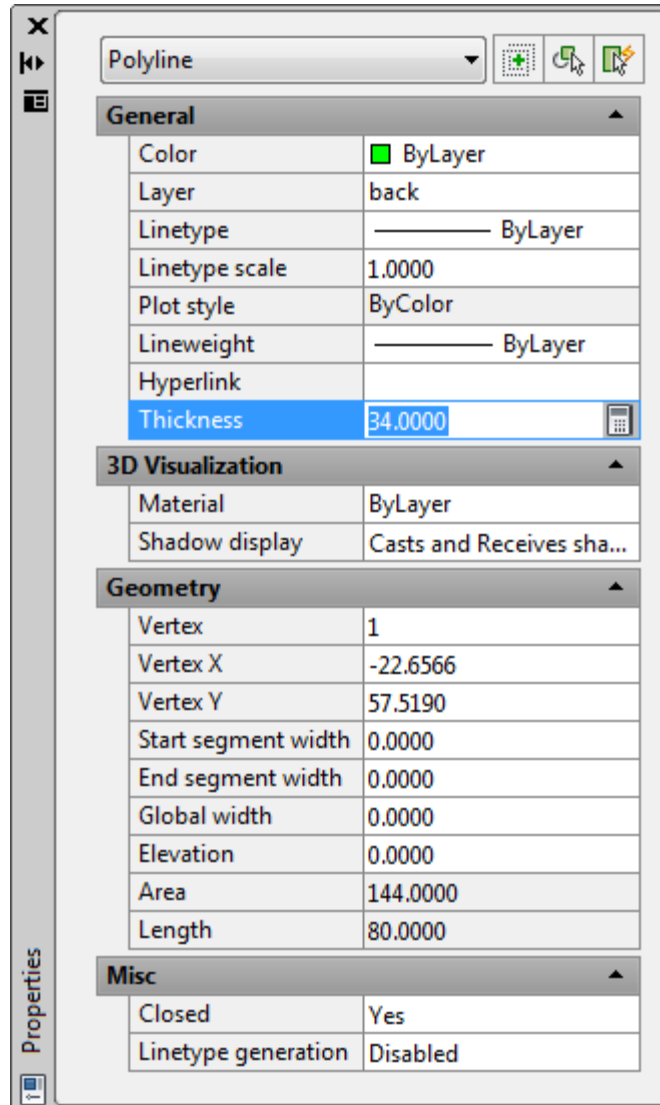 Polyline
General
Color ByLayer
Layer back
Linetype ByLayer
Linetype scale 1.0000
Plot style ByColor
Lineweight ByLayer
Hyperlink
Thickness 34.0000
3D Visualization
Material ByLayer
Shadow display Casts and Receives sha...
Geometry
Vertex 1
Vertex X -22.6566
Vertex Y 57.5190
Start segment width 0.0000
End segment width 0.0000
Global width 0.0000
Elevation 0.0000
Area 144.0000
Length 80.0000
Misc
Closed Yes
Linetype generation Disabled
Properties